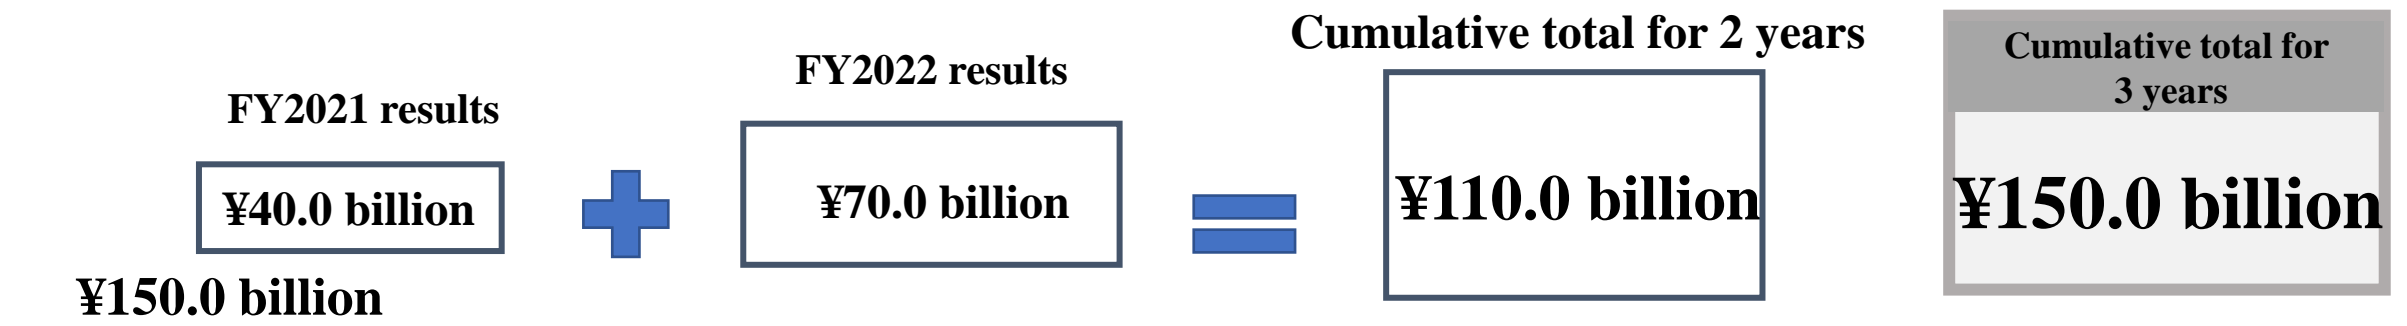 FY2021 results
¥40.0 billion
FY2022 results
¥70.0 billion
Cumulative total for 2 years
¥110.0 billion
Cumulative total for
3 years
¥150.0 billion
¥150.0 billion